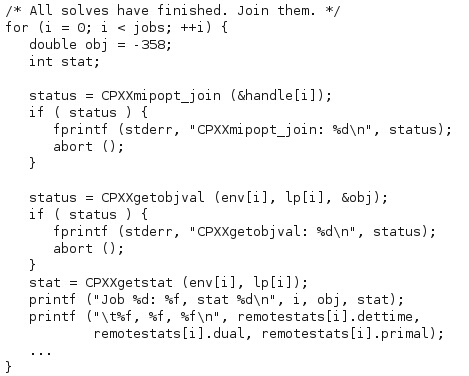 /* All solves have finished. Join them. */
for (i = 0; i < jobs; ++i) {
   double obj = -358;
   int stat;

   status = CPXXmipopt_join (&handle[i]);
   if ( status ) {
      fprintf (stderr, "CPXXmipopt_join: %d\n", status);
      abort ();
   }

   status = CPXXgetobjval (env[i], lp[i], &obj);
   if ( status ) {
      fprintf (stderr, "CPXXgetobjval: %d\n", status);
      abort ();
   }
   stat = CPXXgetstat (env[i], lp[i]);
   printf ("Job %d: %f, stat %d\n", i, obj, stat);
   printf ("\t%f, %f, %f\n", remotestats[i].dettime,
           remotestats[i].dual, remotestats[i].primal);
   ...
}